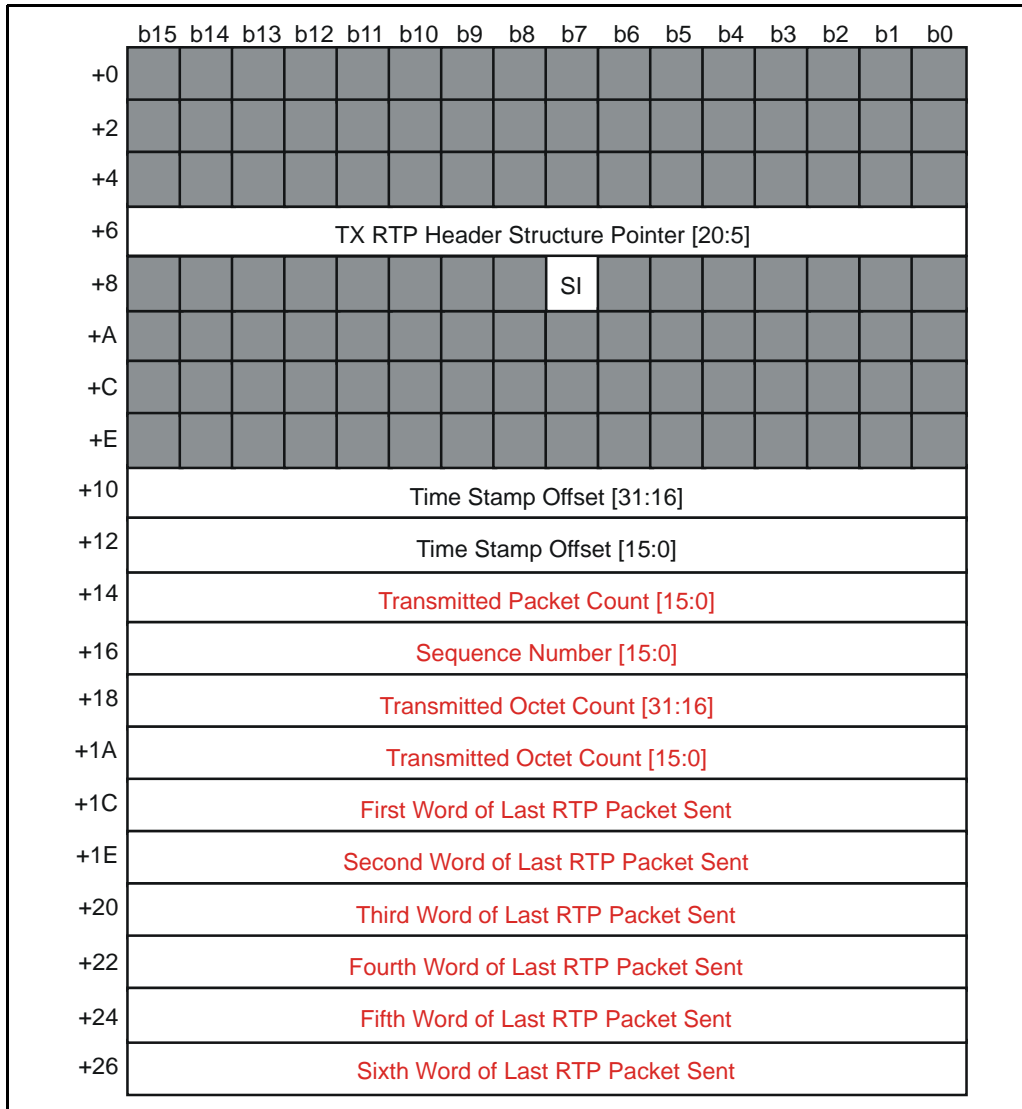 b15 b14 b13 b12 b11 b10 b9 b8 b7 b6 b5 b4 b3 b2 b1 b0
+0
+2
+4
+6 TX RTP Header Structure Pointer [20:5]
+8 SI
+A
+C
+E
+10 Time Stamp Offset [31:16]
+12 Time Stamp Offset [15:0]
+14 Transmitted Packet Count [15:0]
+16 Sequence Number [15:0]
+18 Transmitted Octet Count [31:16]
+1A Transmitted Octet Count [15:0]
+1C First Word of Last RTP Packet Sent
+1E Second Word of Last RTP Packet Sent
+20 Third Word of Last RTP Packet Sent
+22 Fourth Word of Last RTP Packet Sent
+24 Fifth Word of Last RTP Packet Sent
+26 Sixth Word of Last RTP Packet Sent